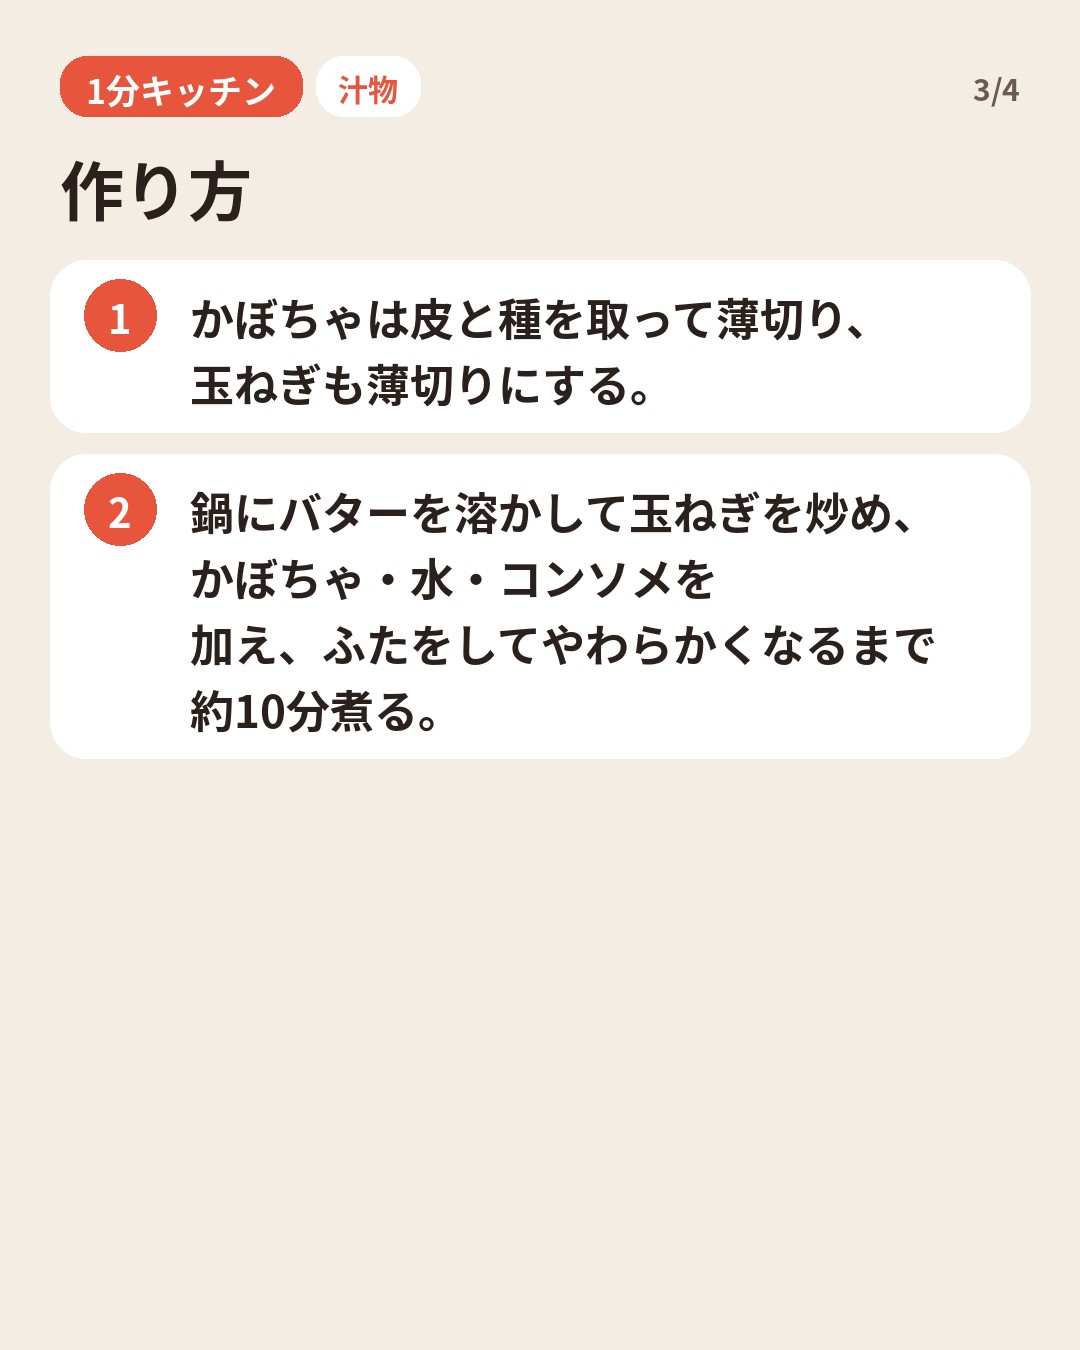 1分キッチン
汁物
3/4
作り方
1
かぼちゃは皮と種を取って薄切り、
玉ねぎも薄切りにする。
2
鍋にバターを溶かして玉ねぎを炒め、
かぼちゃ・水・コンソメを
加え、ふたをしてやわらかくなるまで
約10分煮る。